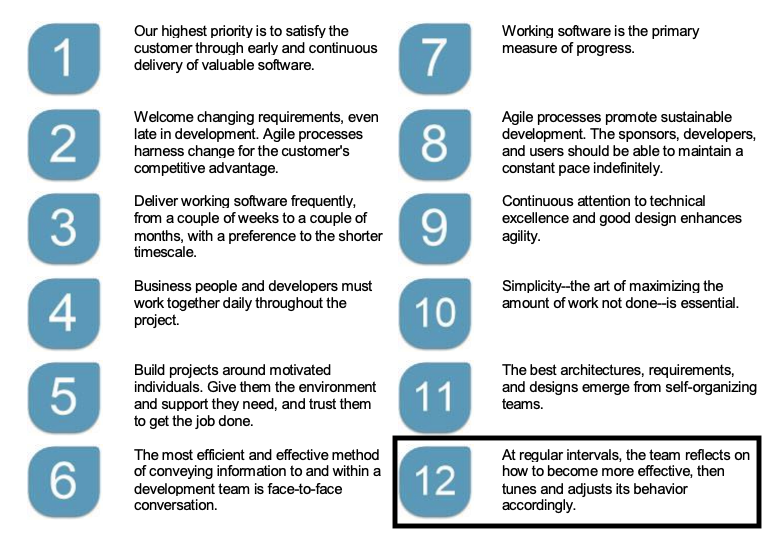 1
Our highest priority is to satisfy the
customer through early and continuous
delivery of valuable software.
2
Welcome changing requirements, even
late in development. Agile processes
harness change for the customer's
competitive advantage.
3
Deliver working software frequently,
from a couple of weeks to a couple of
months, with a preference to the shorter
timescale.
4
Business people and developers must
work together daily throughout the
project.
5
Build projects around motivated
individuals. Give them the environment
and support they need, and trust them
to get the job done.
6
The most efficient and effective method
of conveying information to and within a
development team is face-to-face
conversation.
7
Working software is the primary
measure of progress.
8
Agile processes promote sustainable
development. The sponsors, developers,
and users should be able to maintain a
constant pace indefinitely.
9
Continuous attention to technical
excellence and good design enhances
agility.
10
Simplicity--the art of maximizing the
amount of work not done--is essential.
11
The best architectures, requirements,
and designs emerge from self-organizing
teams.
12
At regular intervals, the team reflects on
how to become more effective, then
tunes and adjusts its behavior
accordingly.